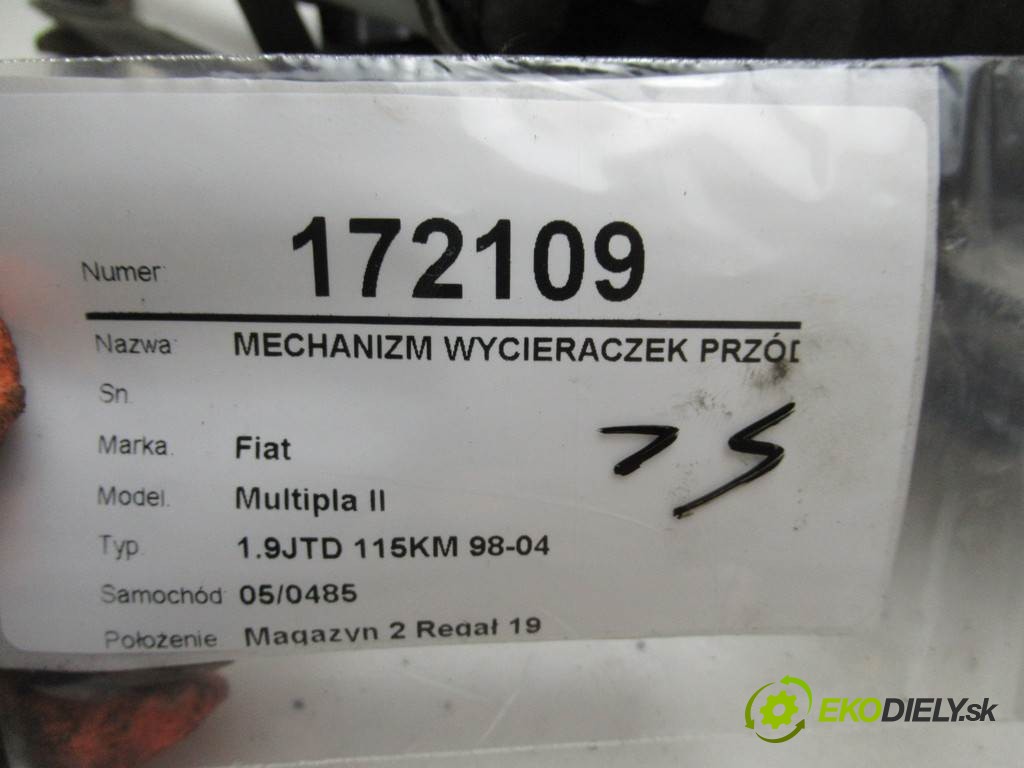 Numer: 172109
Nazwa: MECHANIZM WYCIERACZEK PRZÓD
Sn.
Marka. Fiat
Model. Multipla II
Typ. 1.9JTD 115KM 98-04
Samochód 05/0485
Położenie Magazyn 2 Regał 19
EKODIELY.sk